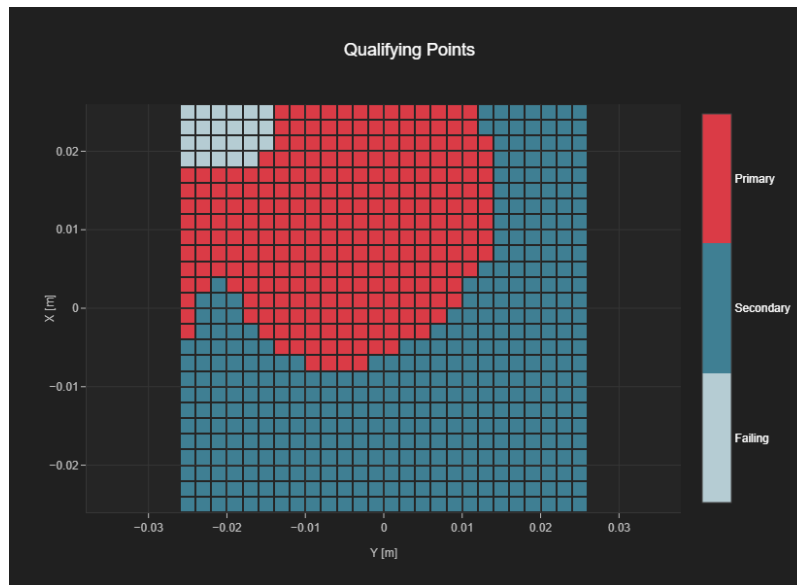 Qualifying Points
0.02
0.01
0
−0.01
−0.02
X [m]
−0.03
−0.02
−0.01
0
0.01
0.02
0.03
Y [m]
Primary
Secondary
Failing